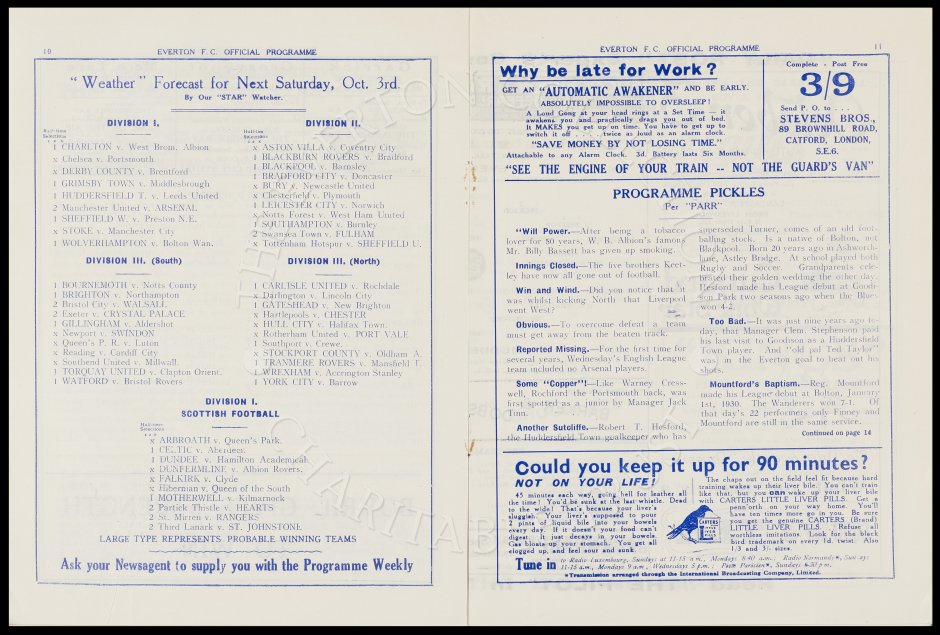 10
EVERTON F.C. OFFICIAL PROGRAMME
"Weather" Forecast for Next Saturday, Oct. 3rd.
By Our "STAR" Watcher.
DIVISION I.
Half-time
Selections
x CHARLTON v. West Brom. Albion
x Chelsea v. Portsmouth
x DERBY COUNTY v. Brentford
1 GRIMSBY TOWN v. Middlesbrough
1 HUDDERSFIELD T. v. Leeds United
2 Manchester United v. ARSENAL
1 SHEFFIELD W. v. Preston N.E.
x STOKE v. Manchester City
1 WOLVERHAMPTON v. Bolton Wan.
DIVISION II.
Half-time
Selections
x ASTON VILLA v. Coventry City
1 BLACKBURN ROVERS v. Bradford
1 BLACKPOOL v. Barnsley
1 BRADFORD CITY v. Doncaster
x BURY v. Newcastle United
x Chesterfield v. Plymouth
1 LEICESTER CITY v. Norwich
x Notts Forest v. West Ham United
1 SOUTHAMPTON v. Burnley
2 Swansea Town v. FULHAM
x Tottenham Hotspur v. SHEFFIELD U.
DIVISION III. (South)
1 BOURNEMOUTH v. Notts County
1 BRIGHTON v. Northampton
2 Bristol City v. WALSALL
2 Exeter v. CRYSTAL PALACE
1 GILLINGHAM v. Aldershot
x Newport v. SWINDON
x Queen's P. R. v. Luton
x Reading v. Cardiff City
x Southend United v. Millwall.
1 TORQUAY UNITED v. Clapton Orient.
1 WATFORD v. Bristol Rovers
DIVISION III. (North)
1 CARLISLE UNITED v. Rochdale
x Darlington v. Lincoln City
1 GATESHEAD v. New Brighton
x Hartlepools v. CHESTER
x HULL CITY v. Halifax Town.
x Rotherham United v. PORT VALE
1 Southport v. Crewe.
x STOCKPORT COUNTY v. Oldham A.
1 TRANMERE ROVERS v. Mansfield T.
1 WREXHAM v. Accrington Stanley
1 YORK CITY v. Barrow
DIVISION I.
SCOTTISH FOOTBALL
Half-time
Selections
x ARBROATH v. Queen's Park.
1 CELTIC v. Aberdeen.
1 DUNDEE v. Hamilton Academical.
x DUNFERMLINE v. Albion Rovers.
x FALKIRK v. Clyde
x Hibernian v. Queen of the South
1 MOTHERWELL v. Kilmarnock
2 Partick Thistle v. HEARTS
2 St. Mirren v. RANGERS
2 Third Lanark v. ST. JOHNSTONE.
LARGE TYPE REPRESENTS PROBABLE WINNING TEAMS
Ask your Newsagent to supply you with the Programme Weekly
EVERTON F.C. OFFICIAL PROGRAMME
11
Why be late for Work?
GET AN "AUTOMATIC AWAKENER" AND BE EARLY.
ABSOLUTELY IMPOSSIBLE TO OVERSLEEP!
A Loud Gong at your head rings at a Set Time — it
awakens you and practically drags you out of bed.
It MAKES you get up on time. You have to get up to
switch it off . . . twice as loud as an alarm clock.
"SAVE MONEY BY NOT LOSING TIME."
Attachable to any Alarm Clock. 3d. Battery lasts Six Months.
Complete - Post Free
3/9
Send P.O. to . . .
STEVENS BROS.,
89 BROWNHILL ROAD,
CATFORD, LONDON,
S.E.6.
"SEE THE ENGINE OF YOUR TRAIN -- NOT THE GUARD'S VAN"
PROGRAMME PICKLES
Per "PARR"
"Will Power.—After being a tobacco
lover for 80 years, W. B. Albion's famous
Mr. Billy Bassett has given up smoking.
Innings Closed.—The five brothers Keet-
ley have now all gone out of football.
Win and Wind.—Did you notice that it
was whilst kicking North that Liverpool
went West?
Obvious.—To overcome defeat a team
must get away from the beaten track.
Reported Missing.—For the first time for
several years, Wednesday's English League
team included no Arsenal players.
Some "Copper"!—Like Warney Cress-
well, Rochford the Portsmouth back, was
first spotted as a junior by Manager Jack
Tinn.
Another Sutcliffe.—Robert T. Hesford,
the Huddersfield Town goalkeeper who has
superseded Turner, comes of an old foot-
balling stock. Is a native of Bolton, not
Blackpool. Born 20 years ago in Ashworth-
lane, Astley Bridge. At school played both
Rugby and Soccer. Grandparents cele-
brated their golden wedding the other day.
Hesford made his League debut at Goodi-
son Park two seasons ago when the Blues
won 4-2.
Too Bad.—It was just nine years ago to-
day, that Manager Clem. Stephenson paid
his last visit to Goodison as a Huddersfield
Town player. And "old pal Ted Taylor"
was in the Everton goal to beat out his
shots.
Mountford's Baptism.—Reg. Mountford
made his League debut at Bolton, January
1st, 1930. The Wanderers won 7-1. Of
that day's 22 performers only Finney and
Mountford are still in the same service.
Continued on page 14
Could you keep it up for 90 minutes?
NOT ON YOUR LIFE!
45 minutes each way, going hell for leather all
the time! You'd be sunk at the last whistle. Dead
to the wide! That's because your liver's
sluggish. Your liver's supposed to pour
2 pints of liquid bile into your bowels
every day. If it doesn't your food can't
digest. It just decays in your bowels.
Gas bloats up your stomach. You get all
clogged up, and feel sour and sunk.
The chaps out on the field feel fit because hard
training wakes up their liver bile. You can't train
like that, but you can wake up your liver bile
with CARTERS LITTLE LIVER PILLS. Get a
penn'orth on your way home. You'll
have ten times more go in you. Be sure
you get the genuine CARTERS (Brand)
LITTLE LIVER PILLS. Refuse all
worthless imitations. Look for the black
bird trademark on every 1d. twist. Also
1/3 and 3/- sizes.
CARTERS
Tune in to Radio Luxembourg, Sundays at 11-15 a.m., Mondays 8-40 a.m. Radio Normandy*, Sundays:
11-15 a.m., Mondays 9 a.m., Wednesdays 5 p.m.; Poste Parisien*, Sundays 6-30 p.m.
*Transmission arranged through the International Broadcasting Company, Limited.